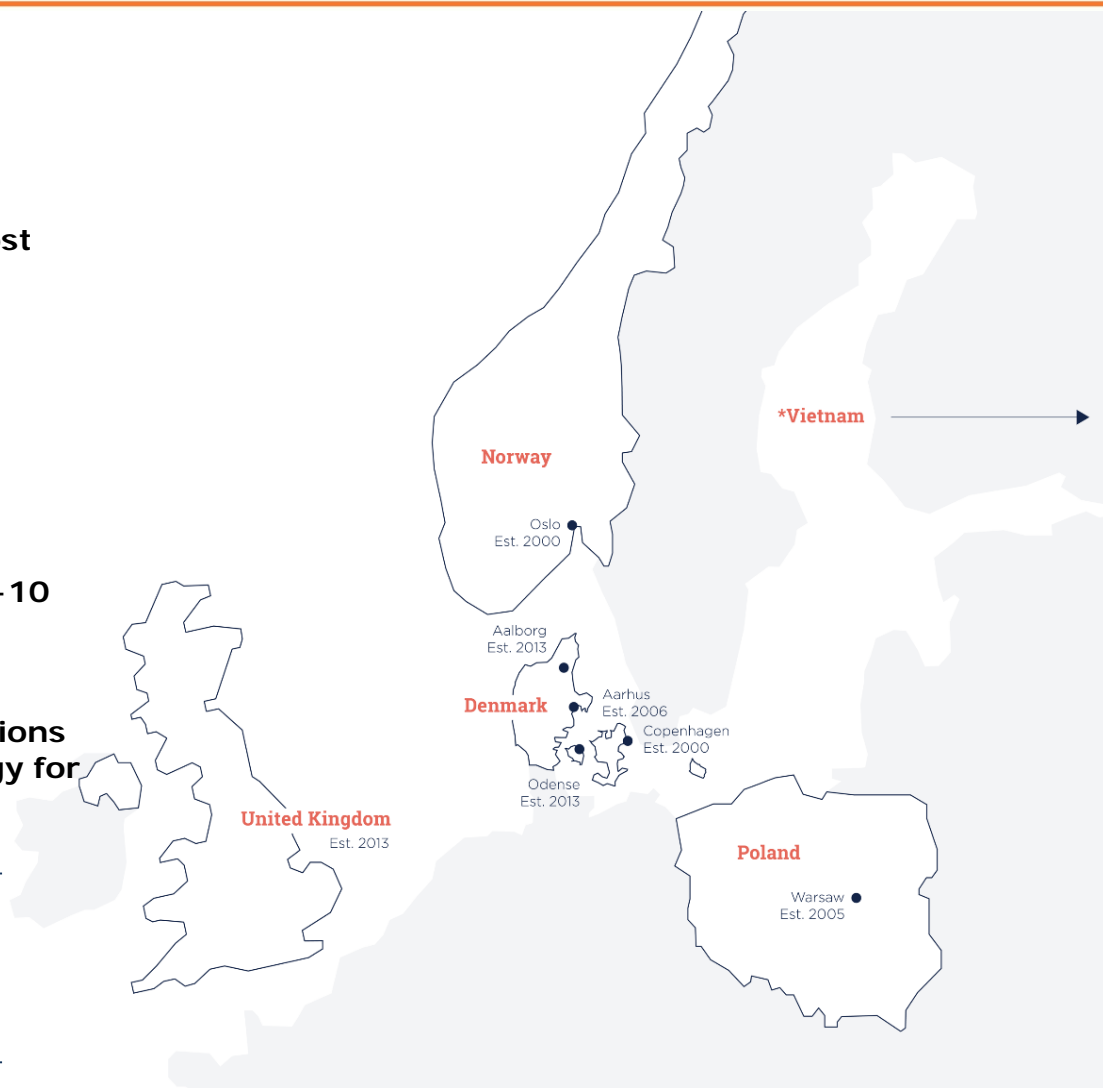 st
-10
ions
gy for
*Vietnam
Norway
Oslo
Est. 2000
Aalborg
Est. 2013
Denmark
Aarhus
Est. 2006
Copenhagen
Est. 2000
Odense
Est. 2013
United Kingdom
Est. 2013
Poland
Warsaw
Est. 2005